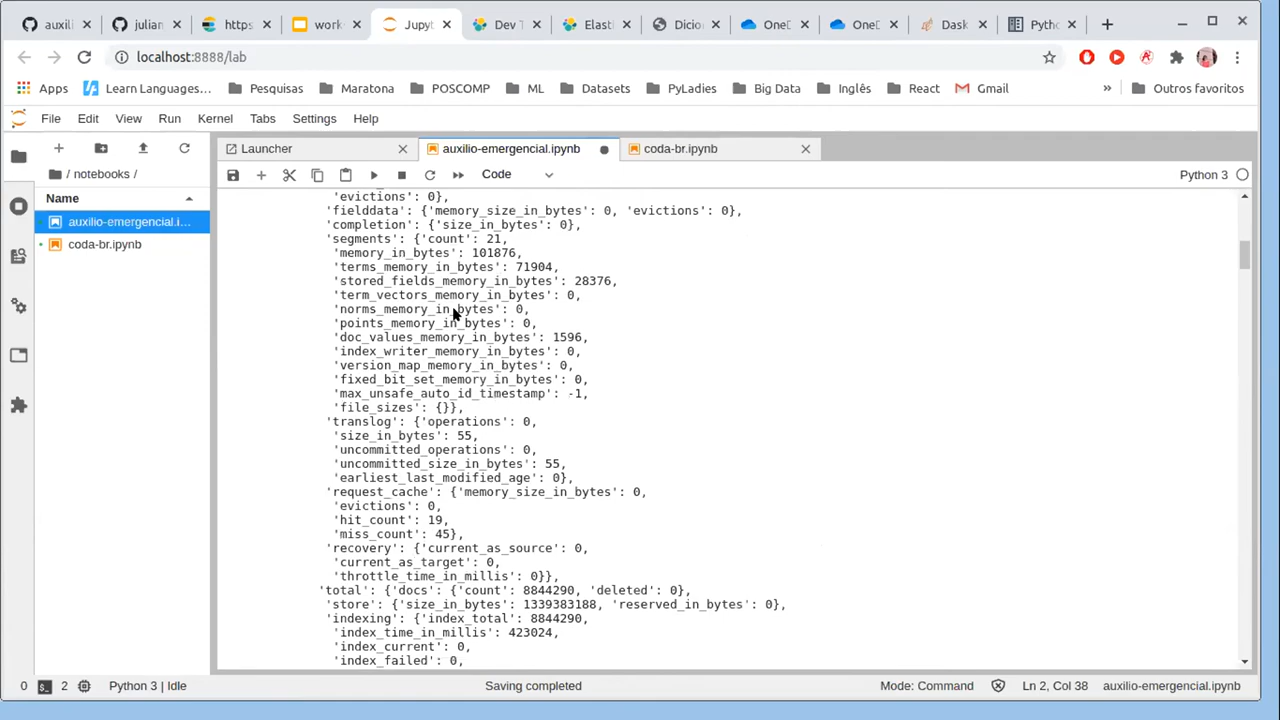 auxili
julian
https
work-
Jupyt
Dev T
Elasti
Dicio
OneD
OneD
Dask
Pytho
localhost:8888/lab
Apps
Learn Languages...
Pesquisas
Maratona
POSCOMP
ML
Datasets
PyLadies
Big Data
Inglês
React
Gmail
»
Outros favoritos
File Edit View Run Kernel Tabs Settings Help
Launcher
auxilio-emergencial.ipynb
coda-br.ipynb
/ notebooks /
Code
Python 3
Name
auxilio-emergencial.i...
coda-br.ipynb
'evictions': 0},
'fielddata': {'memory_size_in_bytes': 0, 'evictions': 0},
'completion': {'size_in_bytes': 0},
'segments': {'count': 21,
'memory_in_bytes': 101876,
'terms_memory_in_bytes': 71904,
'stored_fields_memory_in_bytes': 28376,
'term_vectors_memory_in_bytes': 0,
'norms_memory_in_bytes': 0,
'points_memory_in_bytes': 0,
'doc_values_memory_in_bytes': 1596,
'index_writer_memory_in_bytes': 0,
'version_map_memory_in_bytes': 0,
'fixed_bit_set_memory_in_bytes': 0,
'max_unsafe_auto_id_timestamp': -1,
'file_sizes': {}},
'translog': {'operations': 0,
'size_in_bytes': 55,
'uncommitted_operations': 0,
'uncommitted_size_in_bytes': 55,
'earliest_last_modified_age': 0},
'request_cache': {'memory_size_in_bytes': 0,
'evictions': 0,
'hit_count': 19,
'miss_count': 45},
'recovery': {'current_as_source': 0,
'current_as_target': 0,
'throttle_time_in_millis': 0}},
'total': {'docs': {'count': 8844290, 'deleted': 0},
'store': {'size_in_bytes': 1339383188, 'reserved_in_bytes': 0},
'indexing': {'index_total': 8844290,
'index_time_in_millis': 423024,
'index_current': 0,
'index_failed': 0,
0
2
Python 3 | Idle
Saving completed
Mode: Command
Ln 2, Col 38
auxilio-emergencial.ipynb